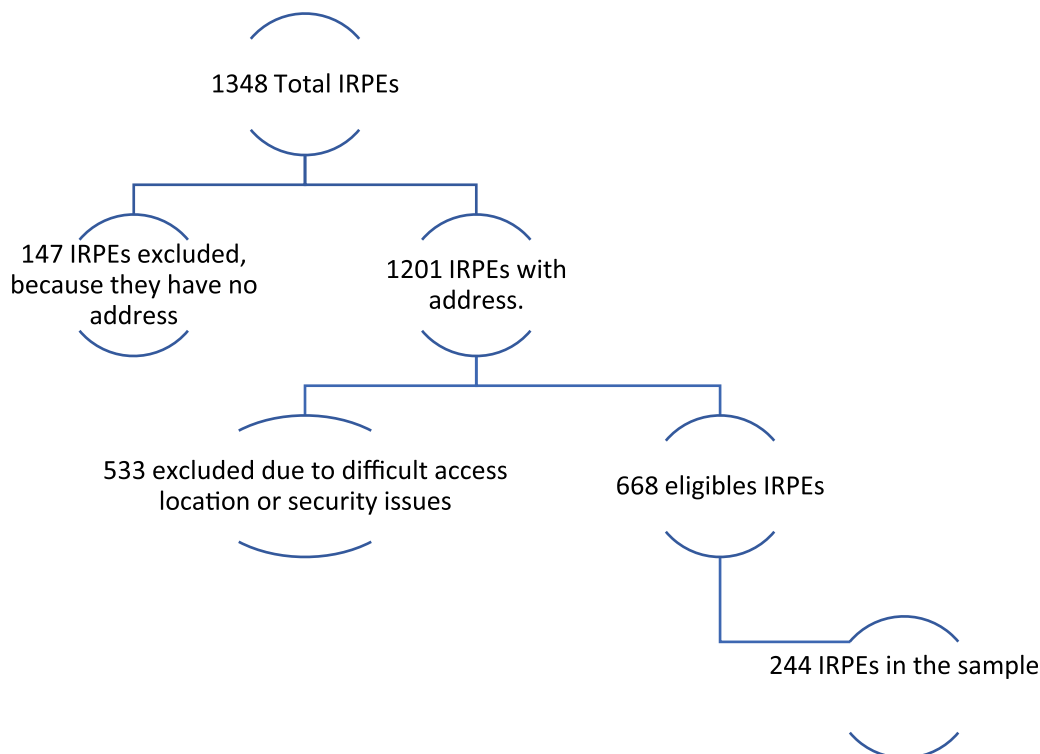 1348 Total IRPEs
147 IRPEs excluded,
because they have no
address
1201 IRPEs with
address.
533 excluded due to difficult access
location or security issues
668 eligibles IRPEs
244 IRPEs in the sample